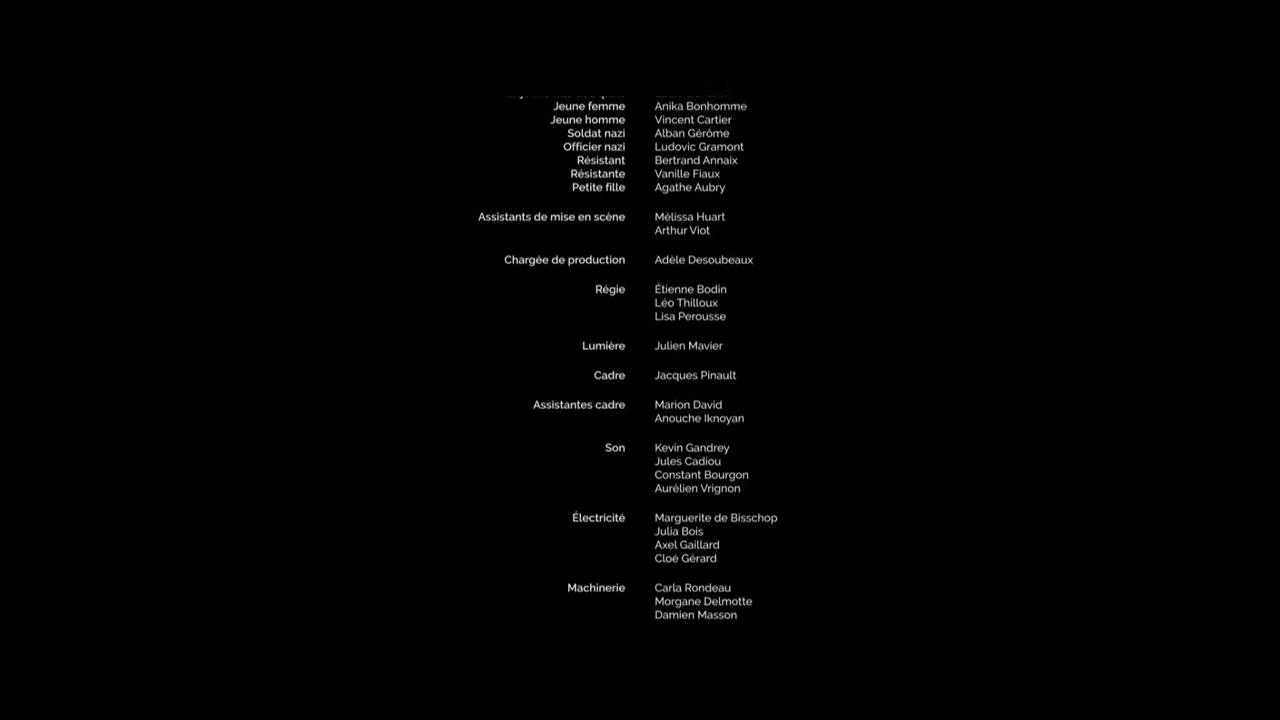 Jeune femme Anika Bonhomme
Jeune homme Vincent Cartier
Soldat nazi Alban Gérôme
Officier nazi Ludovic Gramont
Résistant Bertrand Annaix
Résistante Vanille Fiaux
Petite fille Agathe Aubry
Assistants de mise en scène Mélissa Huart
Arthur Viot
Chargée de production Adèle Desoubeaux
Régie Étienne Bodin
Léo Thilloux
Lisa Perousse
Lumière Julien Mavier
Cadre Jacques Pinault
Assistantes cadre Marion David
Anouche Iknoyan
Son Kevin Gandrey
Jules Cadiou
Constant Bourgon
Aurélien Vrignon
Électricité Marguerite de Bisschop
Julia Bois
Axel Gaillard
Cloé Gérard
Machinerie Carla Rondeau
Morgane Delmotte
Damien Masson